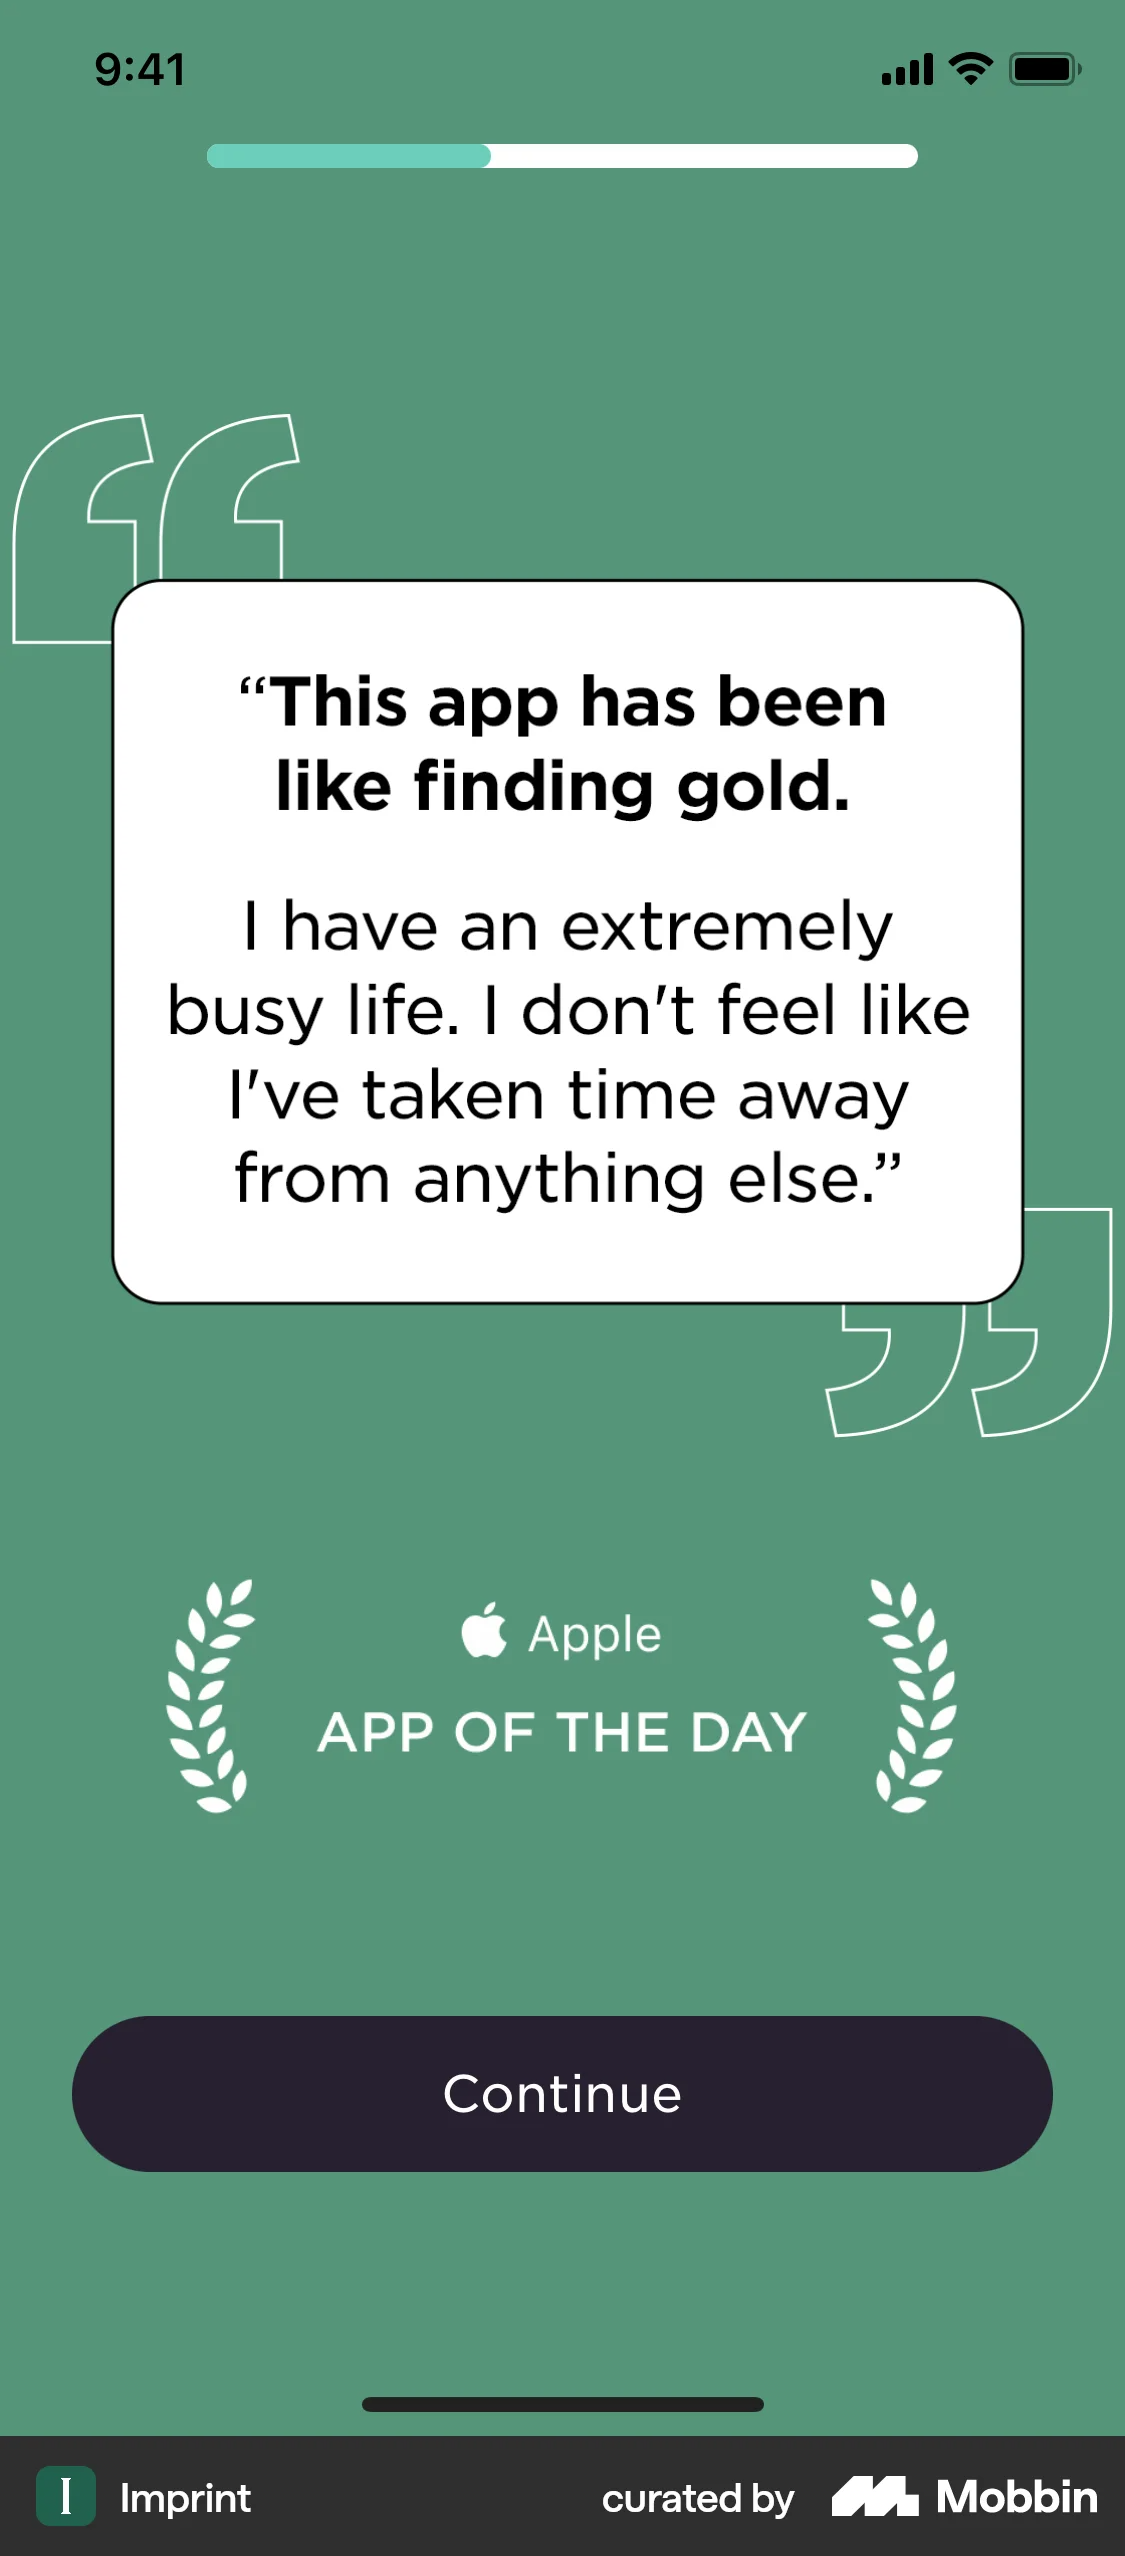 9:41
“This app has been
like finding gold.
I have an extremely
busy life. I don't feel like
I've taken time away
from anything else.”
Apple
APP OF THE DAY
Continue
I Imprint
curated by Mobbin